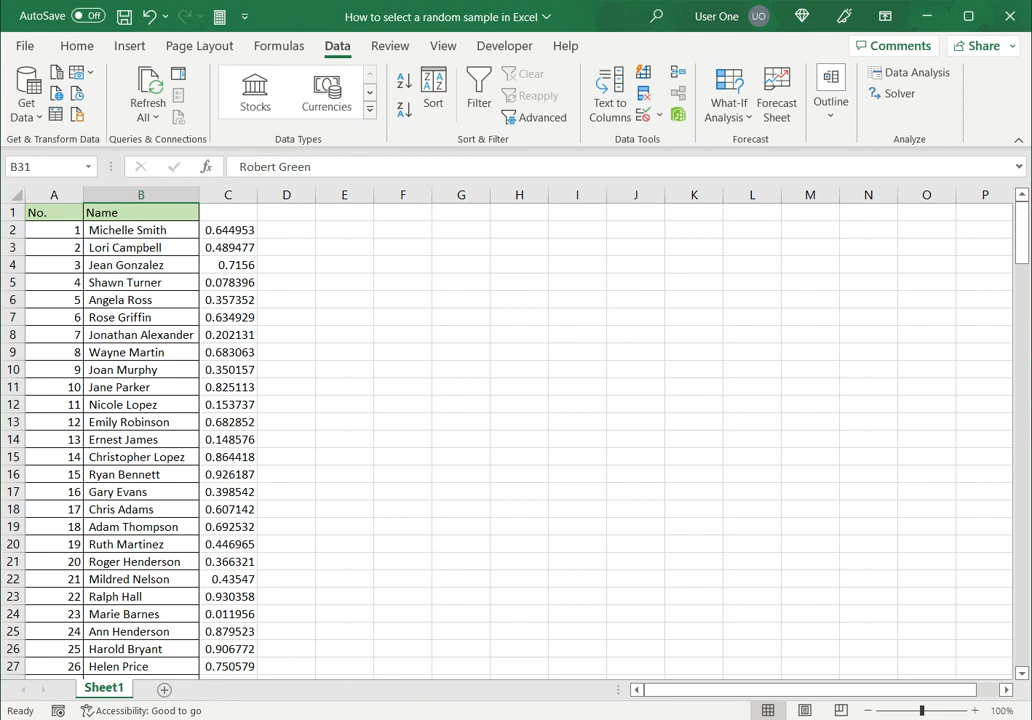 AutoSave Off How to select a random sample in Excel User One UO
File Home Insert Page Layout Formulas Data Review View Developer Help Comments Share
Get Data Refresh All Stocks Currencies Sort Filter Clear Reapply Advanced Text to Columns What-If Analysis Forecast Sheet Outline Data Analysis Solver
Get & Transform Data Queries & Connections Data Types Sort & Filter Data Tools Forecast Analyze
B31 fx Robert Green
A B C D E F G H I J K L M N O P
1 No. Name
2 1 Michelle Smith 0.644953
3 2 Lori Campbell 0.489477
4 3 Jean Gonzalez 0.7156
5 4 Shawn Turner 0.078396
6 5 Angela Ross 0.357352
7 6 Rose Griffin 0.634929
8 7 Jonathan Alexander 0.202131
9 8 Wayne Martin 0.683063
10 9 Joan Murphy 0.350157
11 10 Jane Parker 0.825113
12 11 Nicole Lopez 0.153737
13 12 Emily Robinson 0.682852
14 13 Ernest James 0.148576
15 14 Christopher Lopez 0.864418
16 15 Ryan Bennett 0.926187
17 16 Gary Evans 0.398542
18 17 Chris Adams 0.607142
19 18 Adam Thompson 0.692532
20 19 Ruth Martinez 0.446965
21 20 Roger Henderson 0.366321
22 21 Mildred Nelson 0.43547
23 22 Ralph Hall 0.930358
24 23 Marie Barnes 0.011956
25 24 Ann Henderson 0.879523
26 25 Harold Bryant 0.906772
27 26 Helen Price 0.750579
Sheet1
Ready Accessibility: Good to go 100%